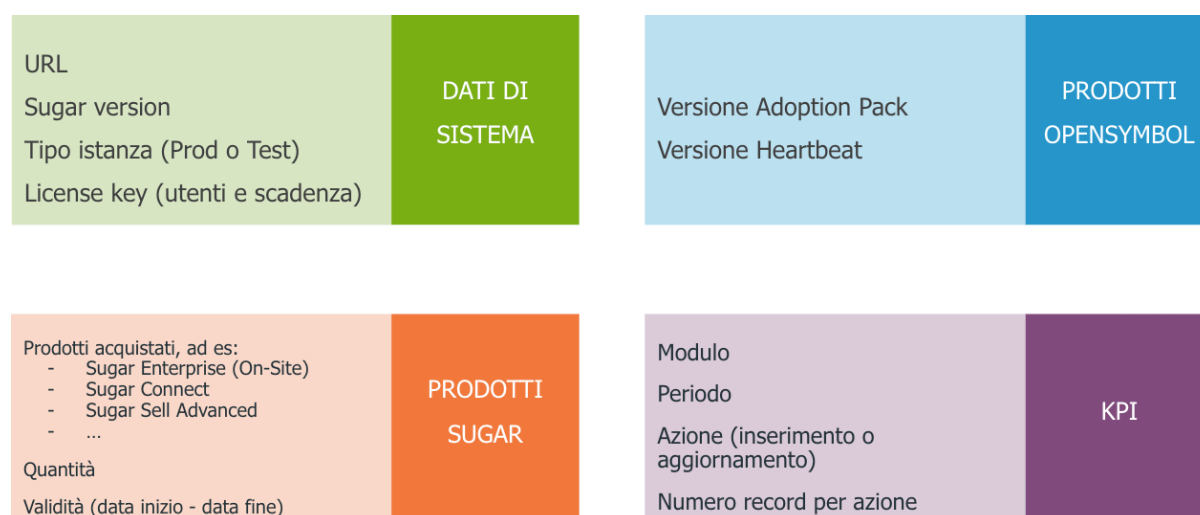 URL
Sugar version
Tipo istanza (Prod o Test)
License key (utenti e scadenza)
DATI DI
SISTEMA
Versione Adoption Pack
Versione Heartbeat
PRODOTTI
OPENSYMBOL
Prodotti acquistati, ad es:
- Sugar Enterprise (On-Site)
- Sugar Connect
- Sugar Sell Advanced
- ...
Quantità
Validità (data inizio - data fine)
PRODOTTI
SUGAR
Modulo
Periodo
Azione (inserimento o
aggiornamento)
Numero record per azione
KPI